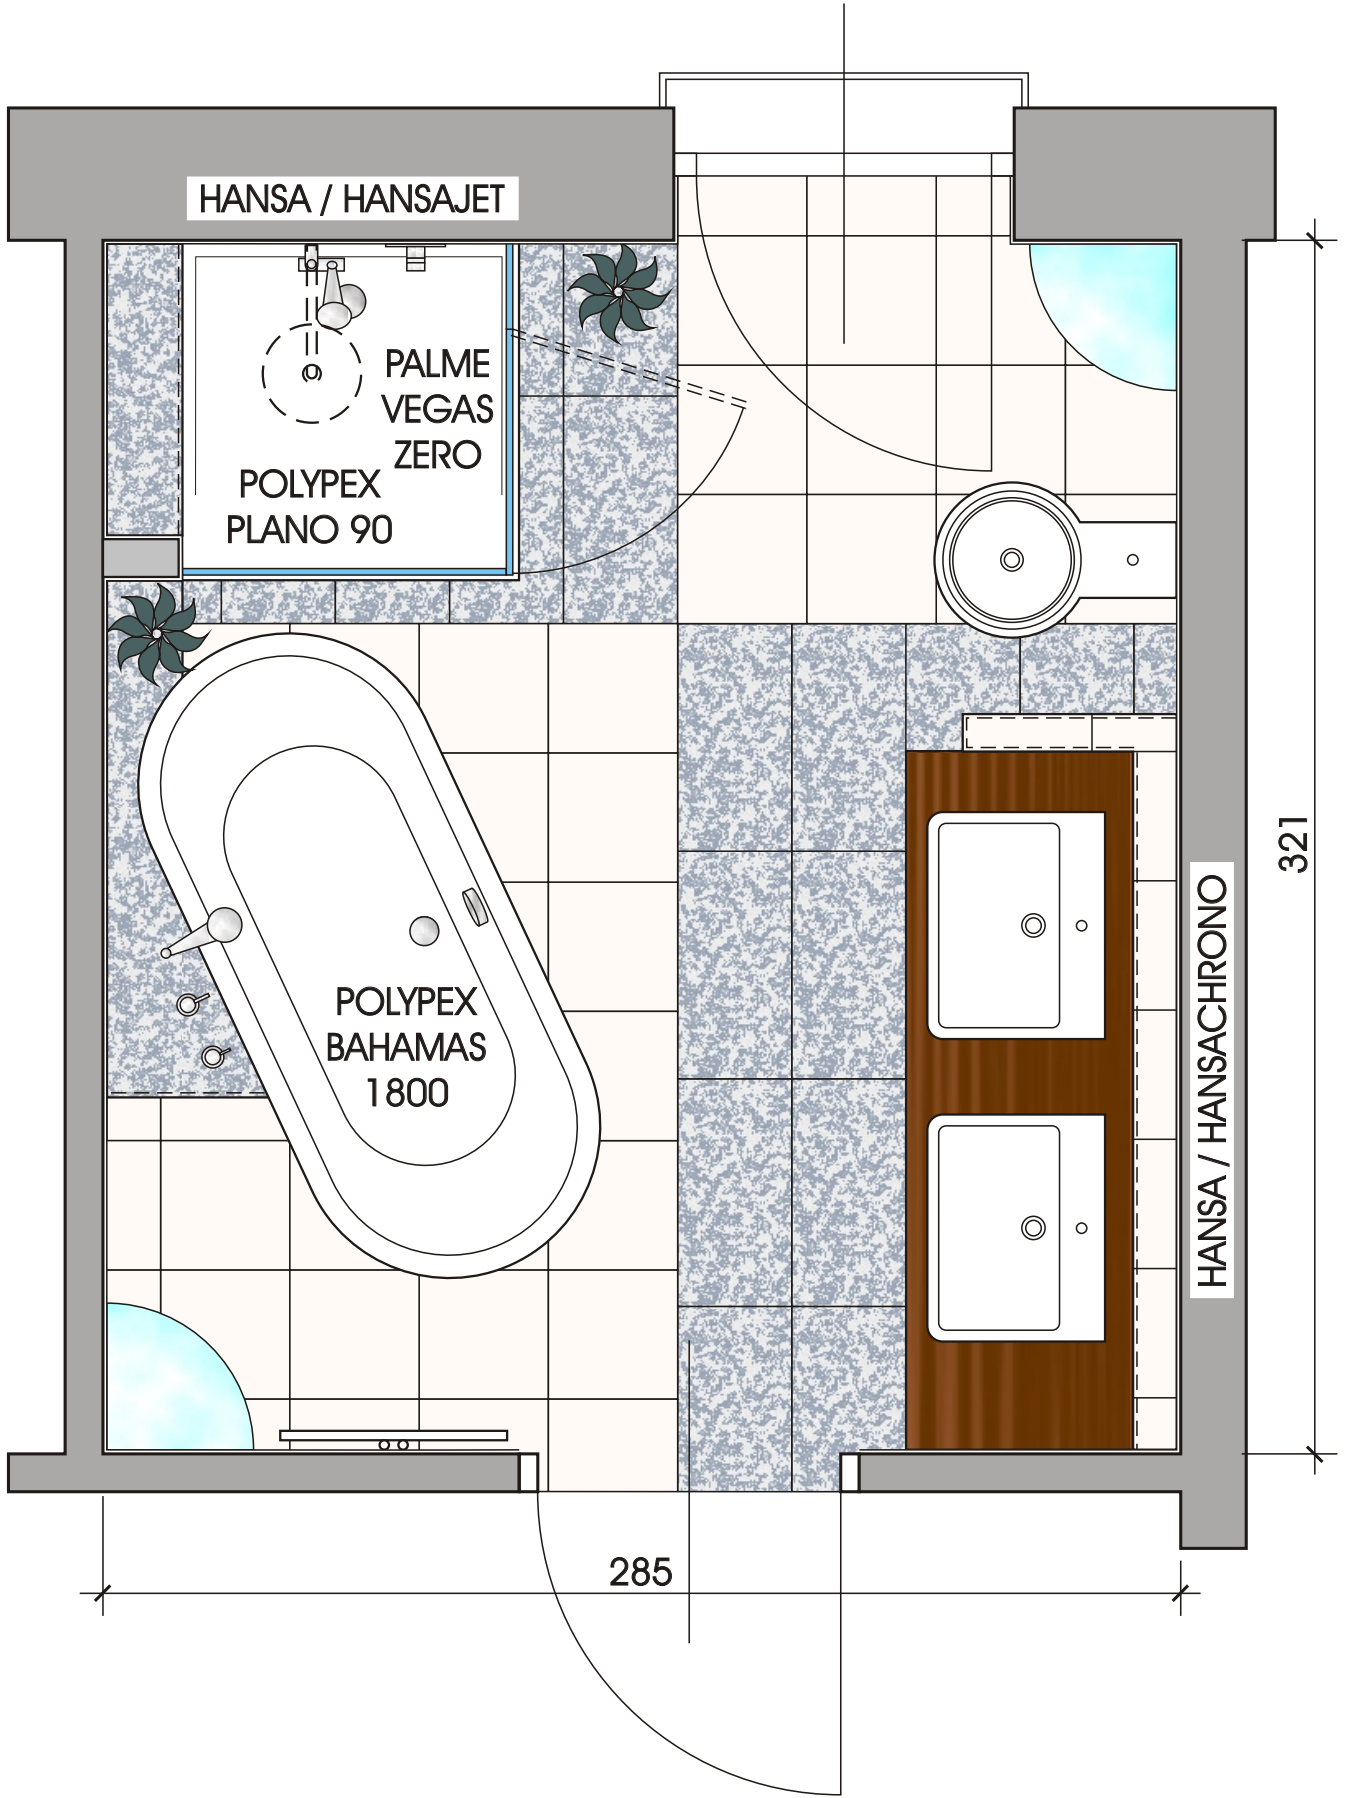 HANSA / HANSAJET
PALME
VEGAS
ZERO
POLYPEX
PLANO 90
POLYPEX
BAHAMAS
1800
321
HANSA / HANSACHRONO
285